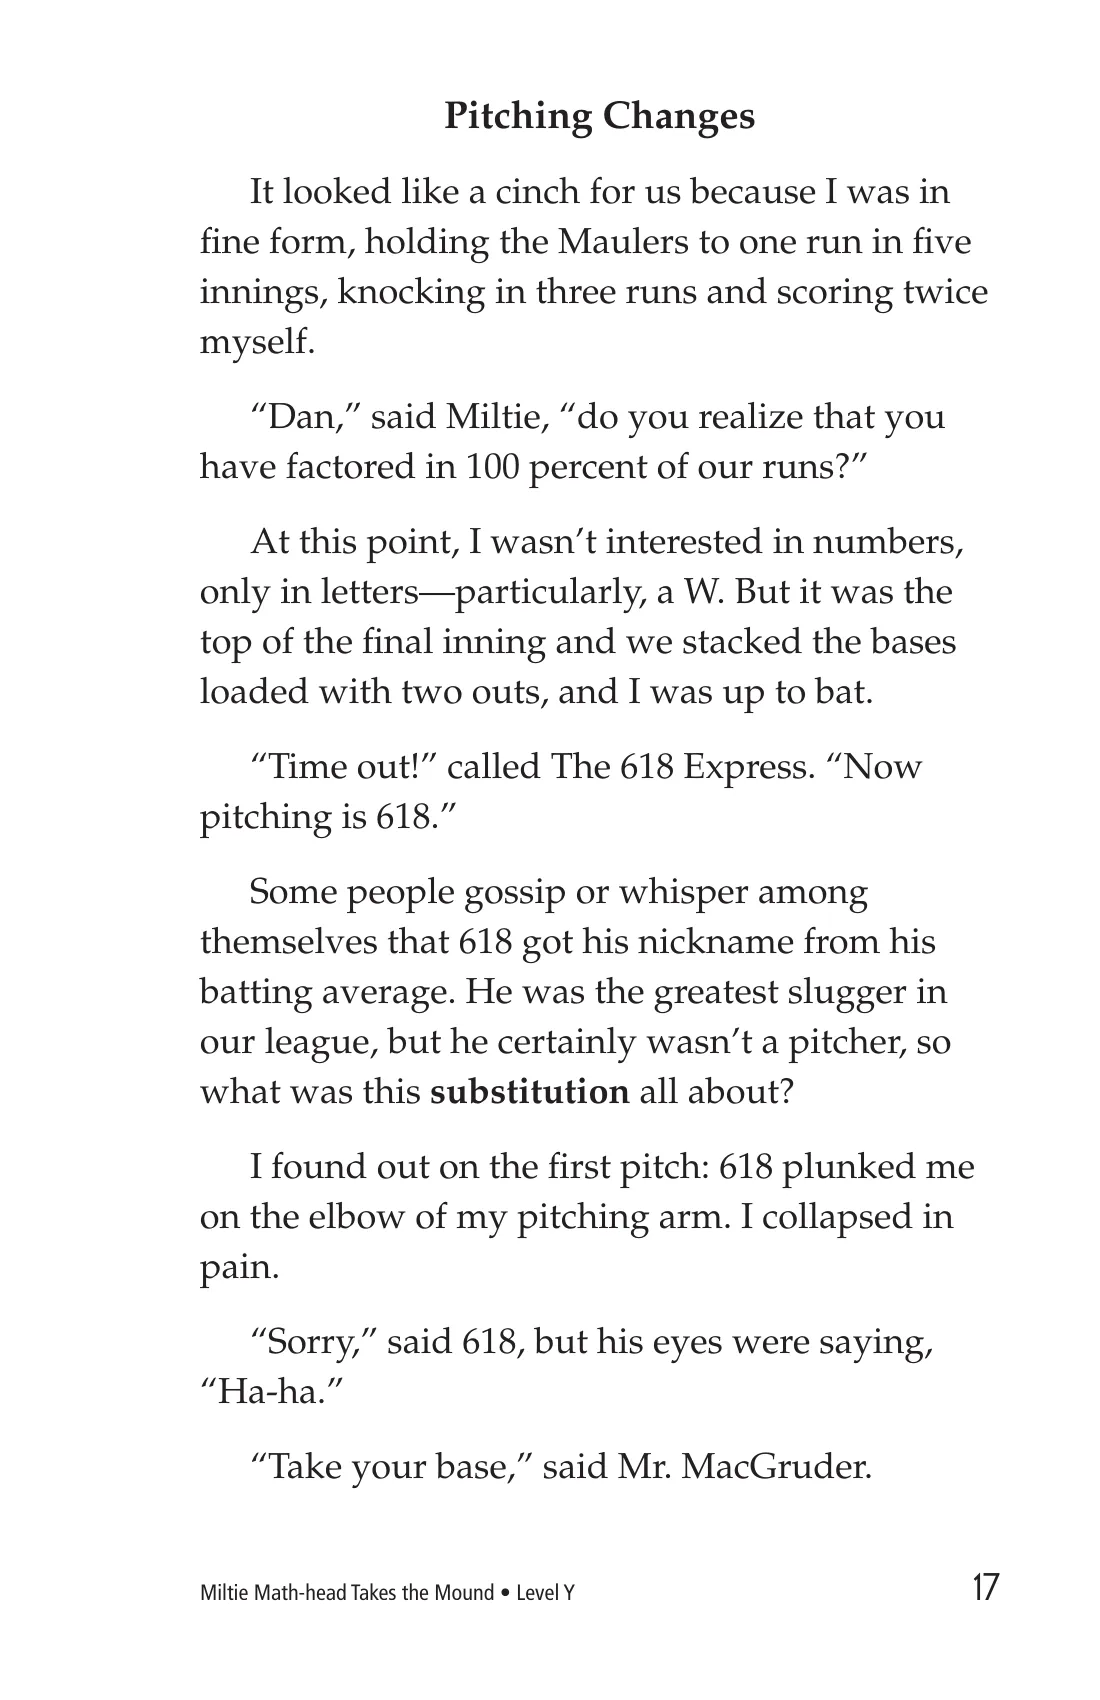 Pitching Changes
It looked like a cinch for us because I was in
fine form, holding the Maulers to one run in five
innings, knocking in three runs and scoring twice
myself.
“Dan,” said Miltie, “do you realize that you
have factored in 100 percent of our runs?”
At this point, I wasn’t interested in numbers,
only in letters—particularly, a W. But it was the
top of the final inning and we stacked the bases
loaded with two outs, and I was up to bat.
“Time out!” called The 618 Express. “Now
pitching is 618.”
Some people gossip or whisper among
themselves that 618 got his nickname from his
batting average. He was the greatest slugger in
our league, but he certainly wasn’t a pitcher, so
what was this substitution all about?
I found out on the first pitch: 618 plunked me
on the elbow of my pitching arm. I collapsed in
pain.
“Sorry,” said 618, but his eyes were saying,
“Ha-ha.”
“Take your base,” said Mr. MacGruder.
Miltie Math-head Takes the Mound • Level Y 17